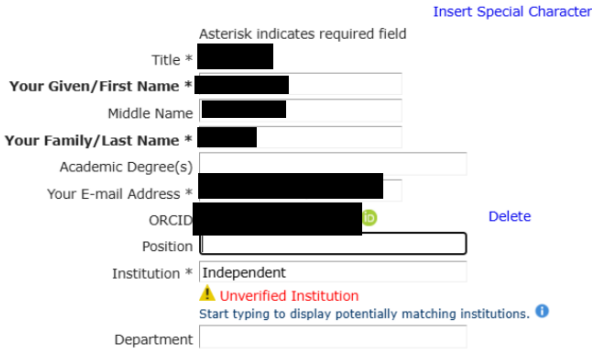 Insert Special Character
Asterisk indicates required field
Title *
Your Given/First Name *
Middle Name
Your Family/Last Name *
Academic Degree(s)
Your E-mail Address *
ORCID iD Delete
Position
Institution * Independent
Unverified Institution
Start typing to display potentially matching institutions.
Department